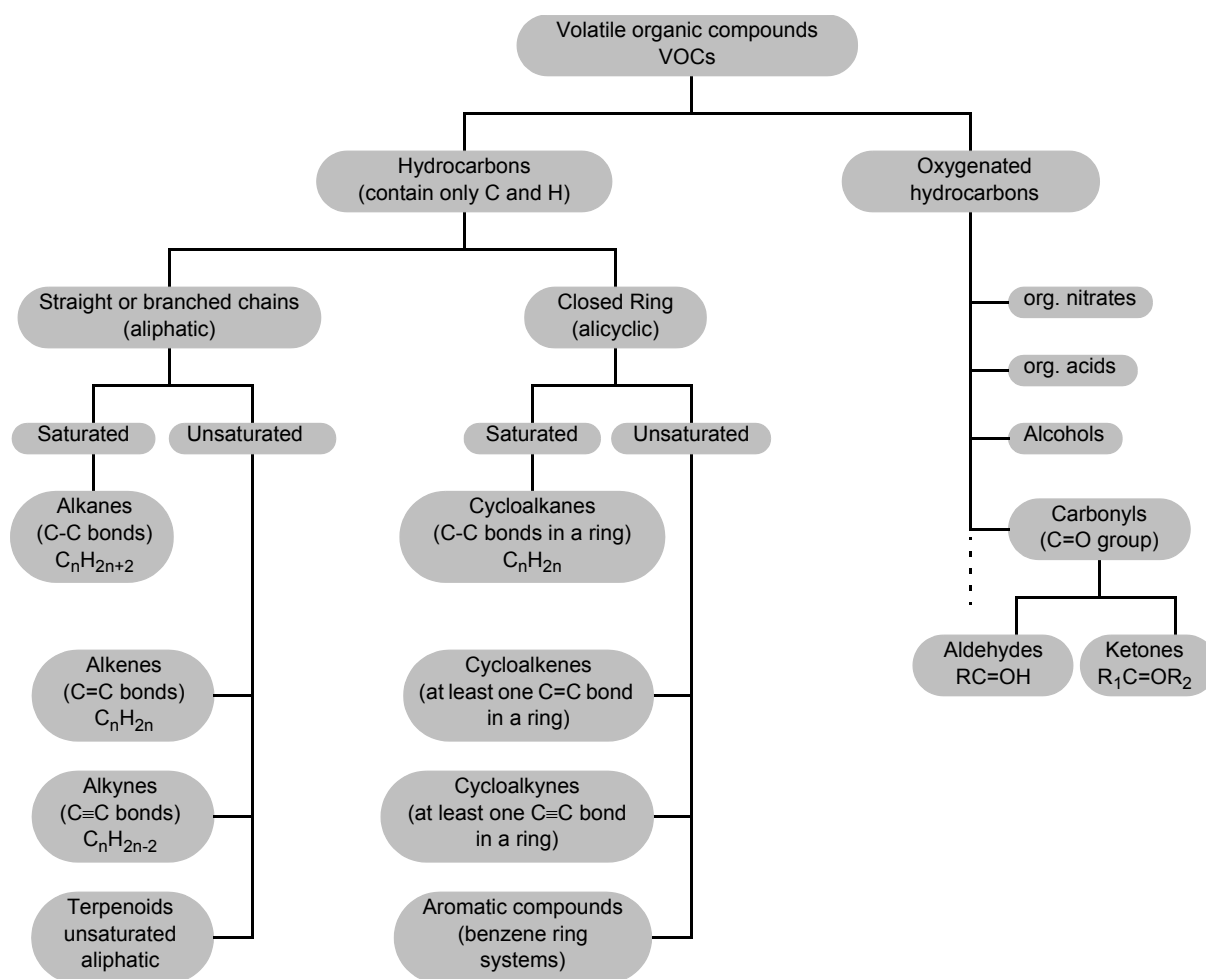 Volatile organic compounds
VOCs
Hydrocarbons
(contain only C and H)
Oxygenated
hydrocarbons
Straight or branched chains
(aliphatic)
Closed Ring
(alicyclic)
org. nitrates
org. acids
Alcohols
Carbonyls
(C=O group)
Aldehydes
RC=OH
Ketones
R₁C=OR₂
Saturated
Unsaturated
Saturated
Unsaturated
Alkanes
(C-C bonds)
CₙH₂ₙ₊₂
Cycloalkanes
(C-C bonds in a ring)
CₙH₂ₙ
Alkenes
(C=C bonds)
CₙH₂ₙ
Cycloalkenes
(at least one C=C bond
in a ring)
Alkynes
(C≡C bonds)
CₙH₂ₙ₋₂
Cycloalkynes
(at least one C≡C bond
in a ring)
Terpenoids
unsaturated
aliphatic
Aromatic compounds
(benzene ring
systems)